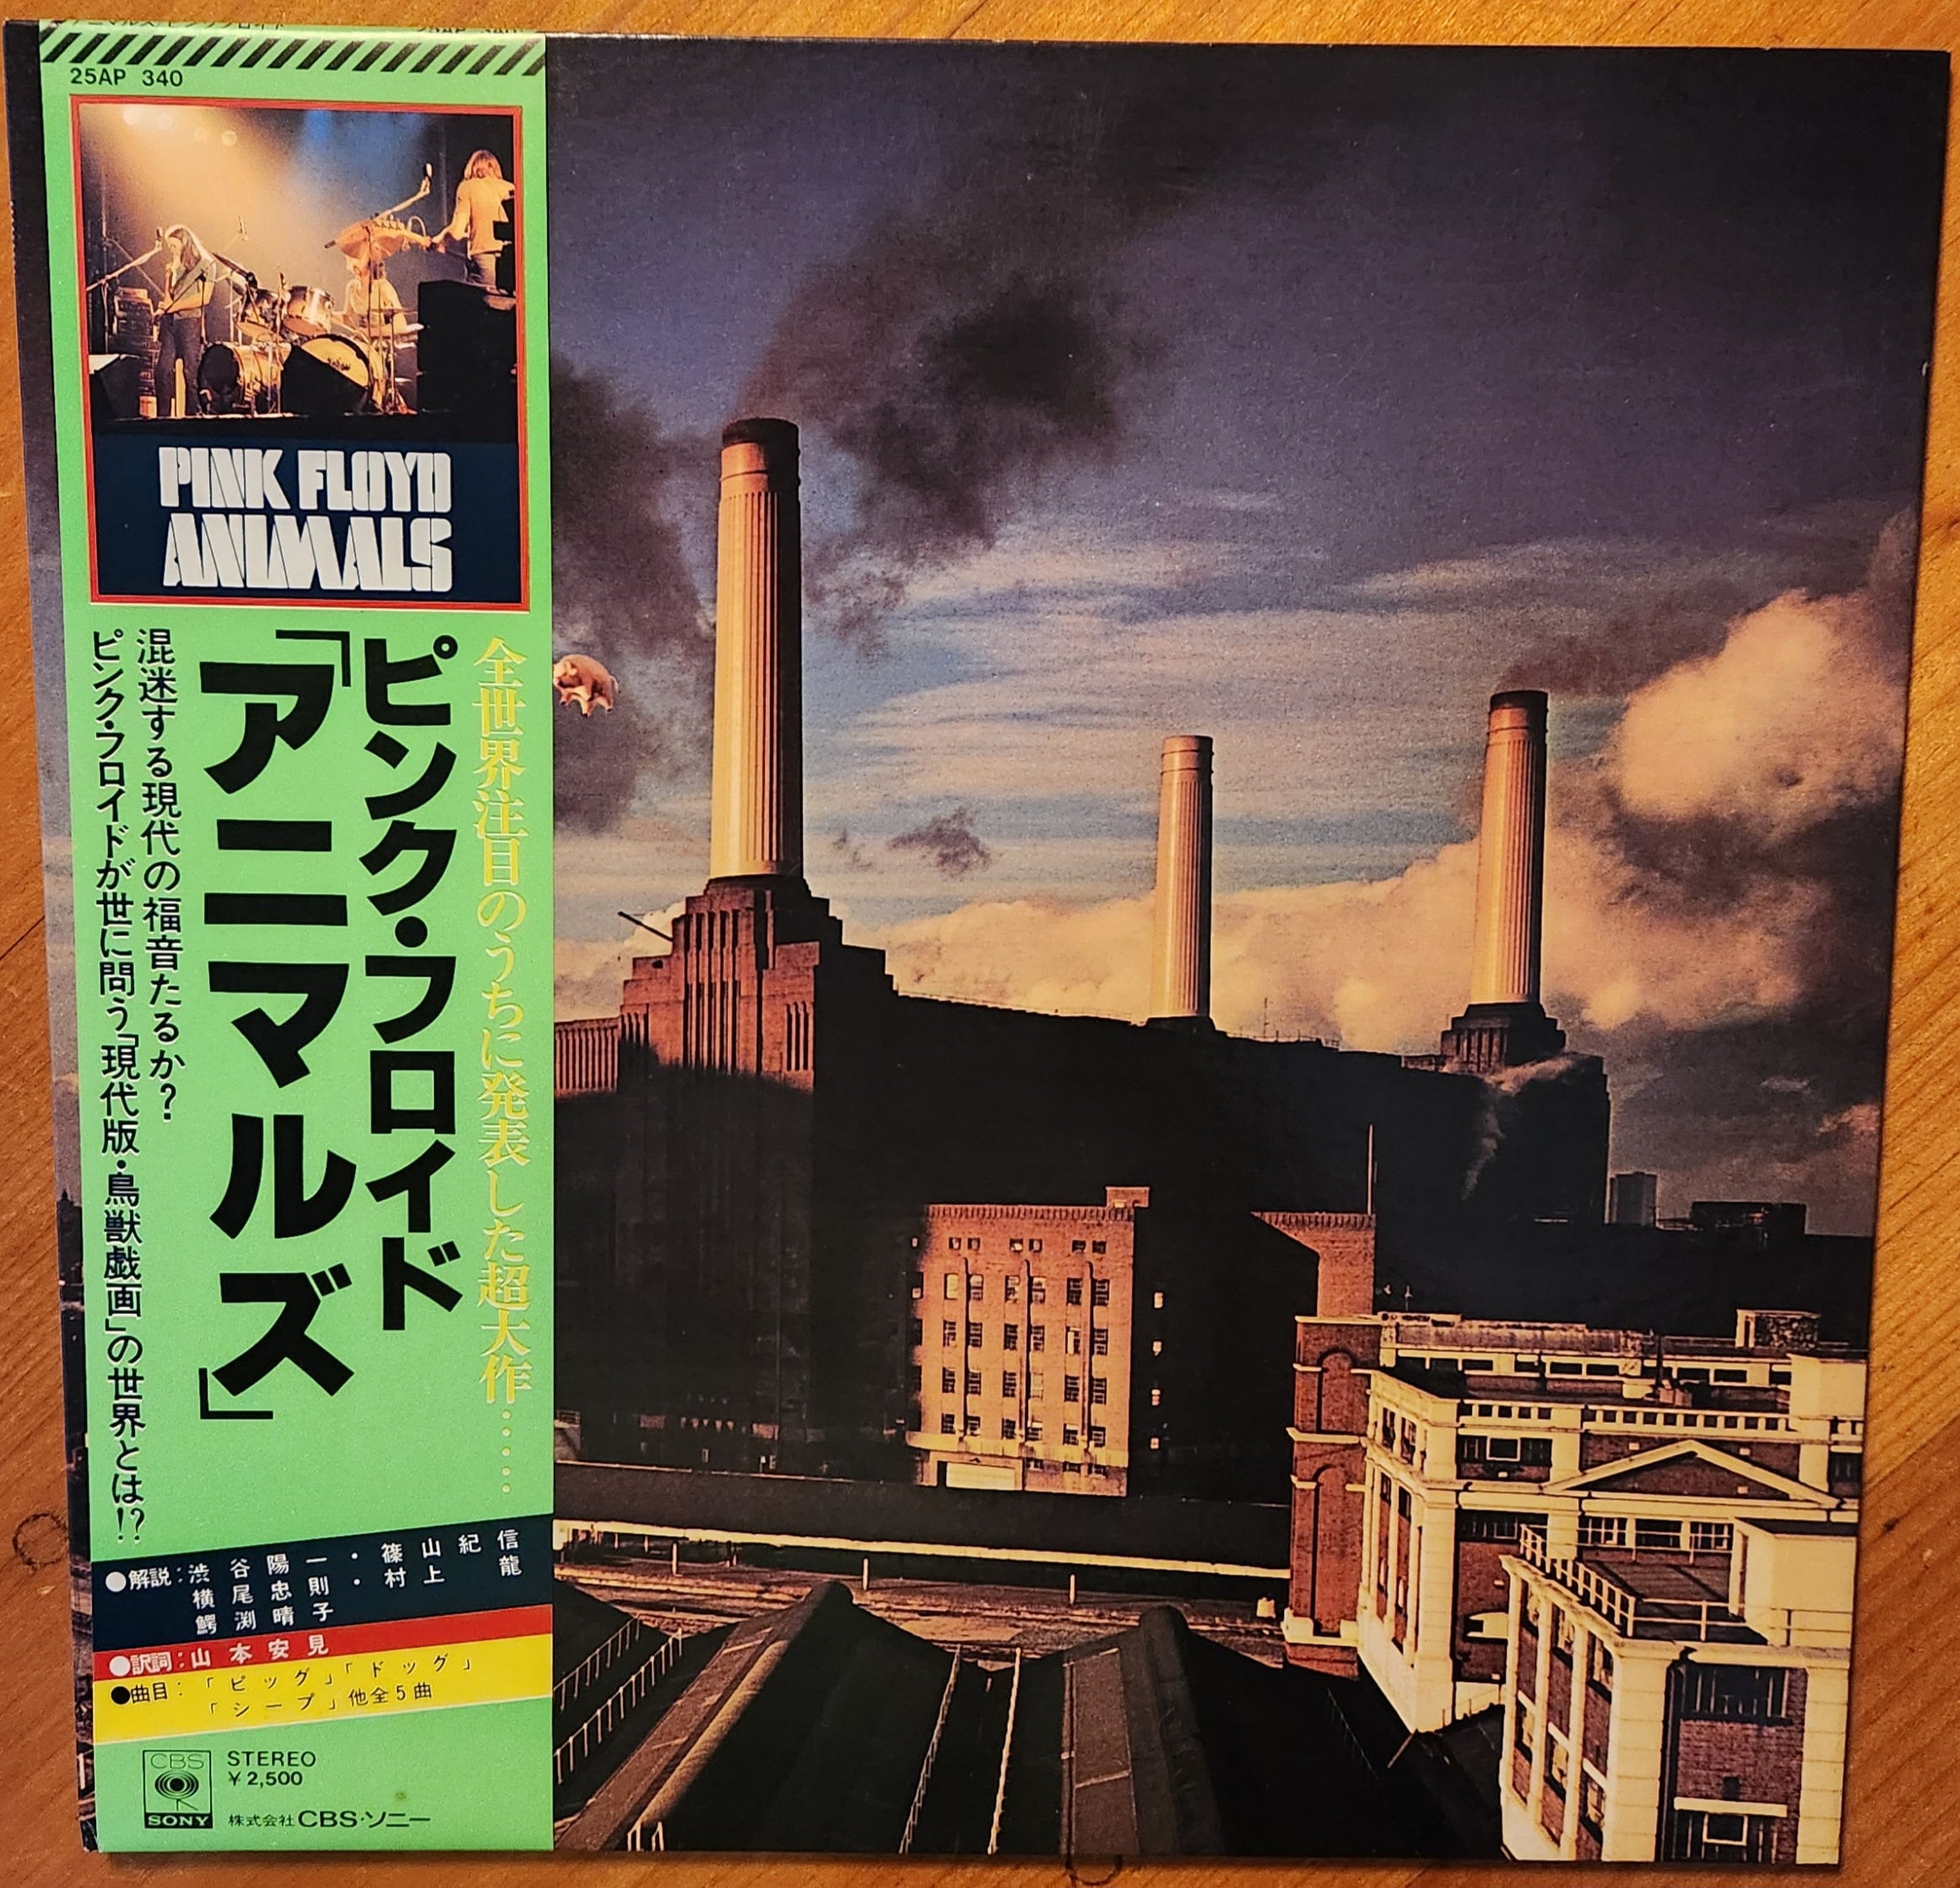 25AP 340
PINK FLOYD
ANIMALS
全世界注目のうちに発表した超大作……
ピンク・フロイド
「アニマルズ」
混迷する現代の福音たるか?
ピンク・フロイドが世に問う「現代版・鳥獣戯画」の世界とは!?
●解説:渋谷陽一・篠山紀信
横尾忠則・村上龍
鰐渕晴子
●訳詞:山本安見
●曲目:「ピッグ」「ドッグ」
「シープ」他全5曲
CBS
SONY
STEREO
¥2,500
株式会社CBS・ソニー